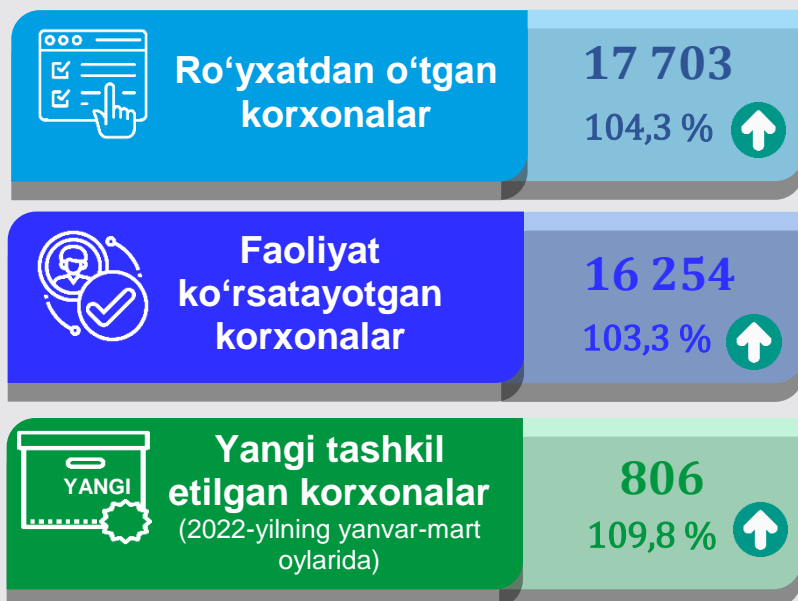 Ro‘yxatdan o‘tgan
korxonalar
17 703
104,3 %
Faoliyat
ko‘rsatayotgan
korxonalar
16 254
103,3 %
YANGI
Yangi tashkil
etilgan korxonalar
(2022-yilning yanvar-mart
oylarida)
806
109,8 %